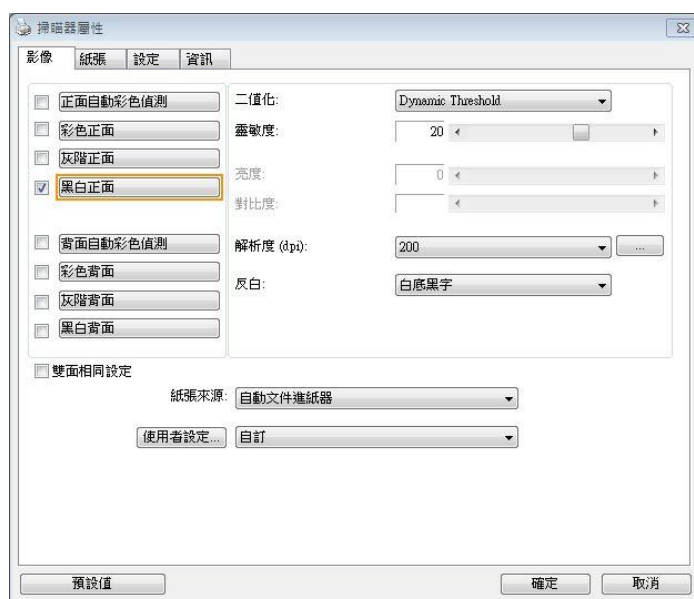 掃瞄器屬性
影像 紙張 設定 資訊
正面自動彩色偵測
彩色正面
灰階正面
黑白正面
背面自動彩色偵測
彩色背面
灰階背面
黑白背面
二值化: Dynamic Threshold
靈敏度: 20
亮度: 0
對比度:
解析度 (dpi): 200 ...
反白: 白底黑字
雙面相同設定
紙張來源: 自動文件進紙器
使用者設定... 自訂
預設值 確定 取消